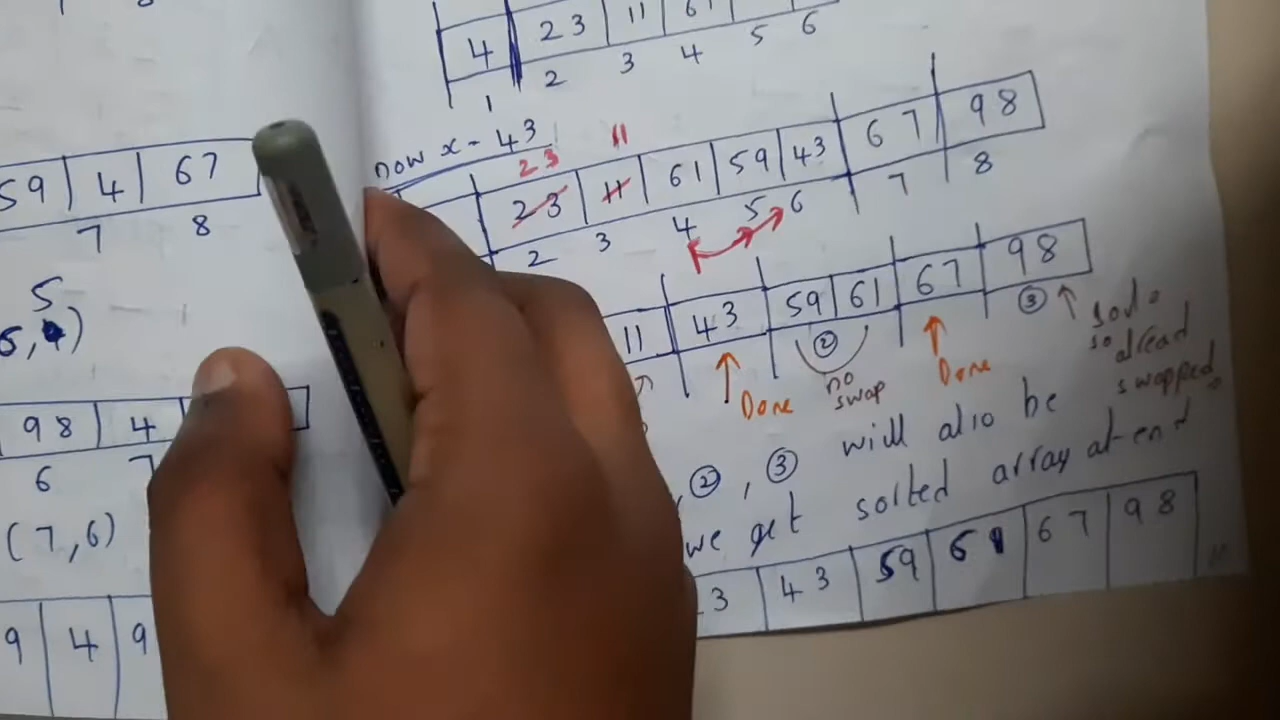 4 23 11 61
1 2 3 4 5 6
now x = 43
23 11
23 11 61 59 43 67 98
2 3 4 5 6 7 8
11 43 59 61 67 98
② ③
Done no swap Done
so already swapped
, ② , ③ will also be
we get sorted array at end
3 43 59 61 67 98
59 4 67
7 8
5
98 4
6 7
(7,6)
9 4 9